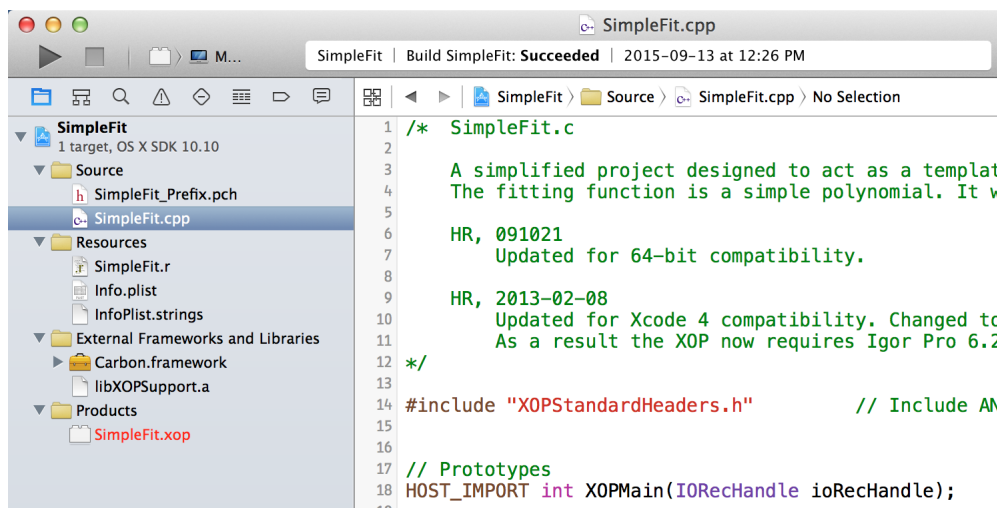 SimpleFit.cpp
M...
SimpleFit | Build SimpleFit: Succeeded | 2015-09-13 at 12:26 PM
SimpleFit 〉 Source 〉 SimpleFit.cpp 〉 No Selection
SimpleFit
1 target, OS X SDK 10.10
Source
h SimpleFit_Prefix.pch
c++ SimpleFit.cpp
Resources
.r SimpleFit.r
Info.plist
InfoPlist.strings
External Frameworks and Libraries
Carbon.framework
libXOPSupport.a
Products
SimpleFit.xop
1 /*  SimpleFit.c
2
3     A simplified project designed to act as a templat
4     The fitting function is a simple polynomial. It w
5
6     HR, 091021
7         Updated for 64-bit compatibility.
8
9     HR, 2013-02-08
10         Updated for Xcode 4 compatibility. Changed to
11         As a result the XOP now requires Igor Pro 6.2
12 */
13
14 #include "XOPStandardHeaders.h"         // Include AN
15
16
17 // Prototypes
18 HOST_IMPORT int XOPMain(IORecHandle ioRecHandle);